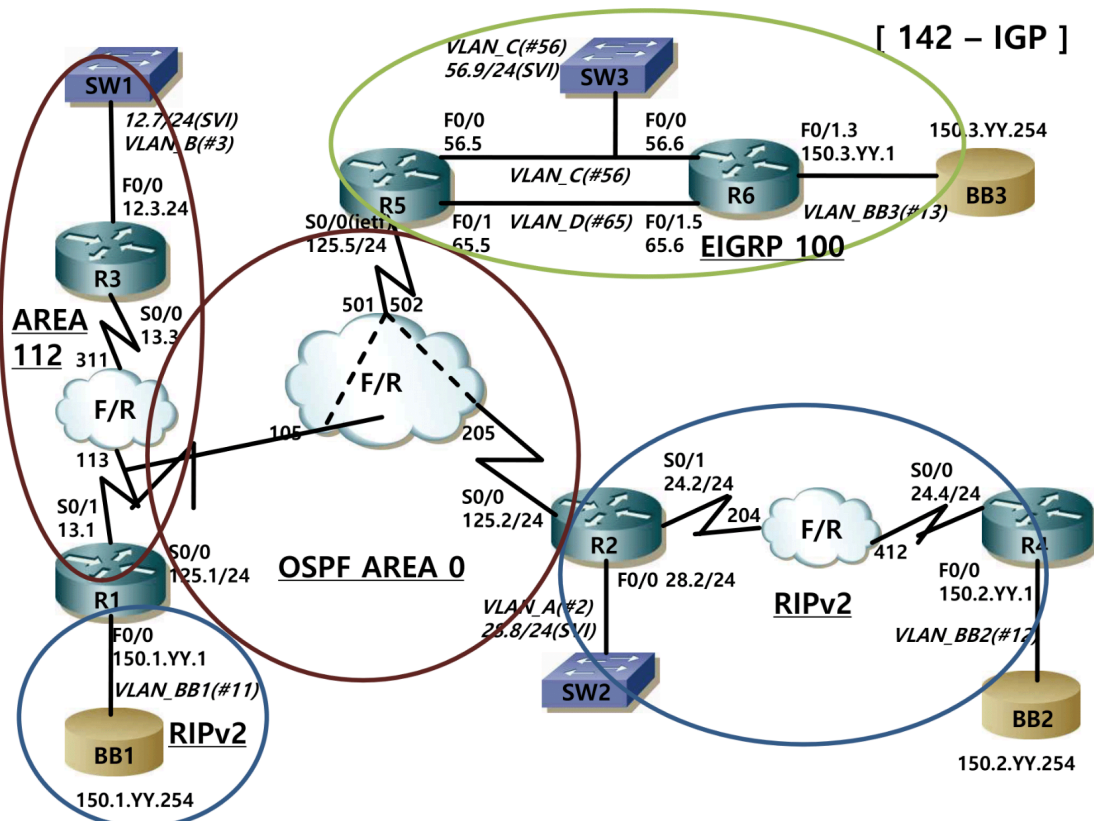 [ 142 – IGP ]
VLAN_C(#56)
56.9/24(SVI)
SW3
SW1
12.7/24(SVI)
VLAN_B(#3)
F0/0
56.5
F0/0
56.6
F0/1.3
150.3.YY.1
150.3.YY.254
BB3
VLAN_C(#56)
R5
R6
VLAN_BB3(#13)
S0/0(ietf)
125.5/24
F0/1
65.5
VLAN_D(#65)
F0/1.5
65.6
EIGRP 100
F0/0
12.3.24
R3
S0/0
13.3
AREA
112
311
F/R
113
501
502
F/R
105
205
S0/1
13.1
S0/0
125.1/24
R1
OSPF AREA 0
S0/0
125.2/24
R2
S0/1
24.2/24
204
F/R
412
S0/0
24.4/24
R4
F0/0 28.2/24
RIPv2
F0/0
150.2.YY.1
VLAN_A(#2)
28.8/24(SVI)
SW2
VLAN_BB2(#12)
BB2
150.2.YY.254
F0/0
150.1.YY.1
VLAN_BB1(#11)
BB1
RIPv2
150.1.YY.254